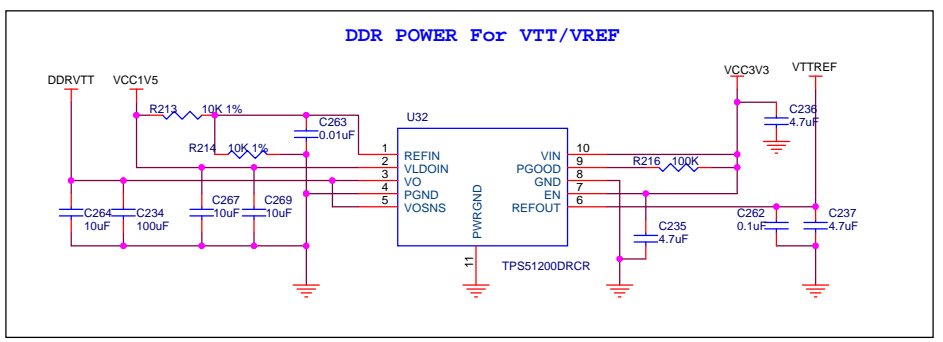 DDR POWER For VTT/VREF
DDRVTT
VCC1V5
VCC3V3
VTTREF
R213
10K 1%
U32
C263
0.01uF
C236
4.7uF
R214
10K 1%
1
REFIN
VIN
10
2
VLDOIN
PGOOD
9
R216
100K
3
VO
GND
8
4
PGND
EN
7
5
VOSNS
REFOUT
6
PWRGND
11
TPS51200DRCR
C264
10uF
C234
100uF
C267
10uF
C269
10uF
C235
4.7uF
C262
0.1uF
C237
4.7uF